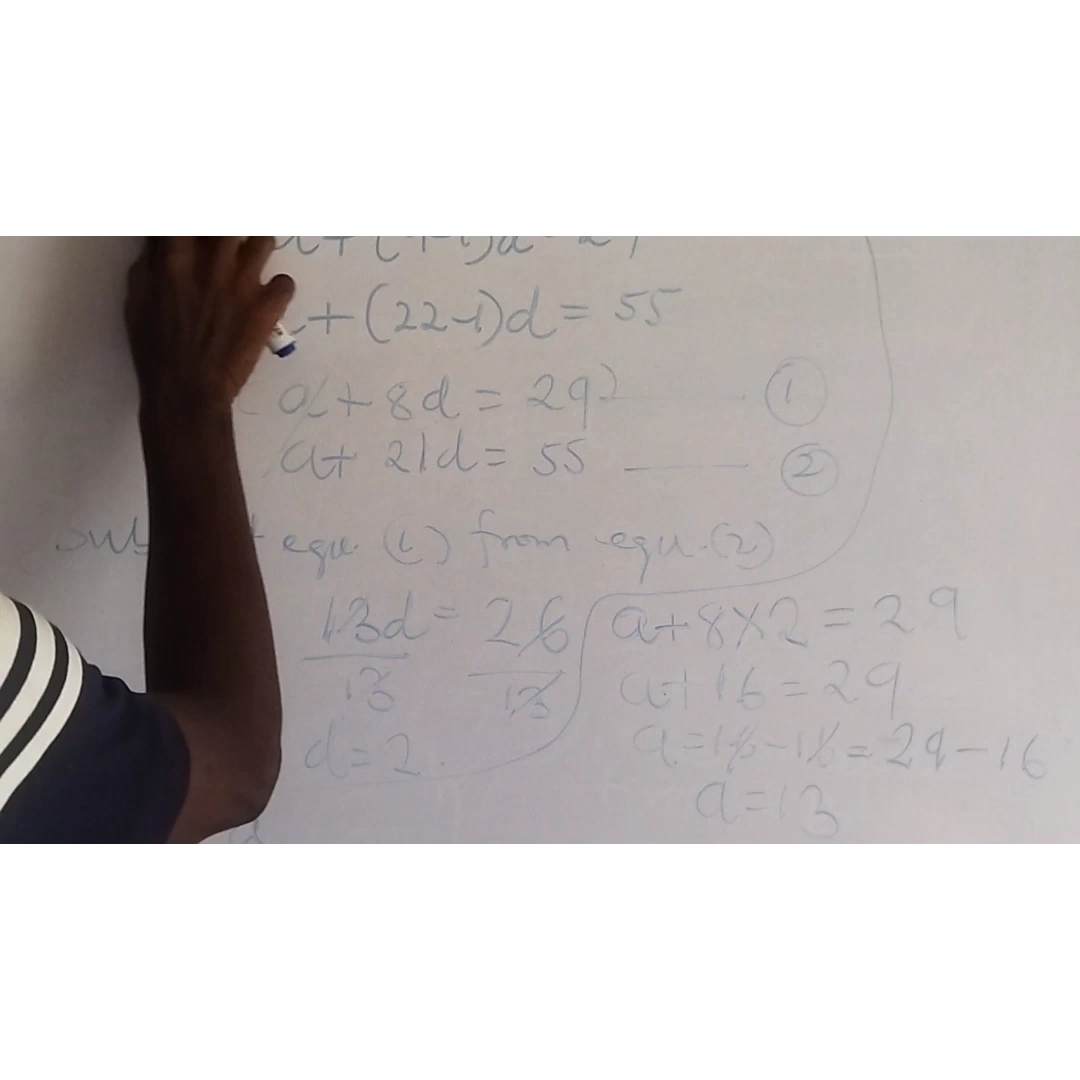 + (22-1)d = 55
a + 8d = 29 ——— ①
a + 21d = 55 ——— ②
equ. (1) from equ. (2)
13d = 26
13 13
d = 2.
a + 8 x 2 = 29
a + 16 = 29
a = 16 - 16 = 29 - 16
a = 13